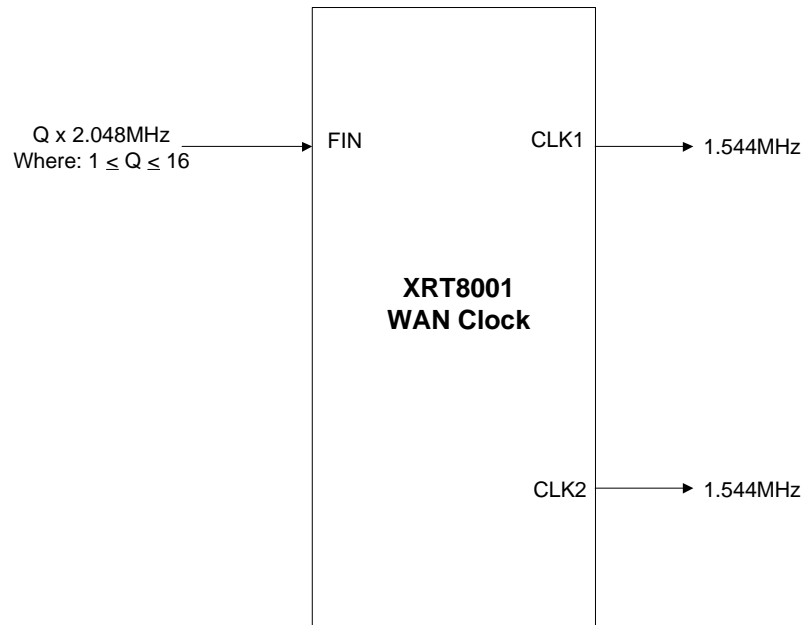 Q x 2.048MHz
Where: 1 ≤ Q ≤ 16
FIN
CLK1
1.544MHz
XRT8001
WAN Clock
CLK2
1.544MHz